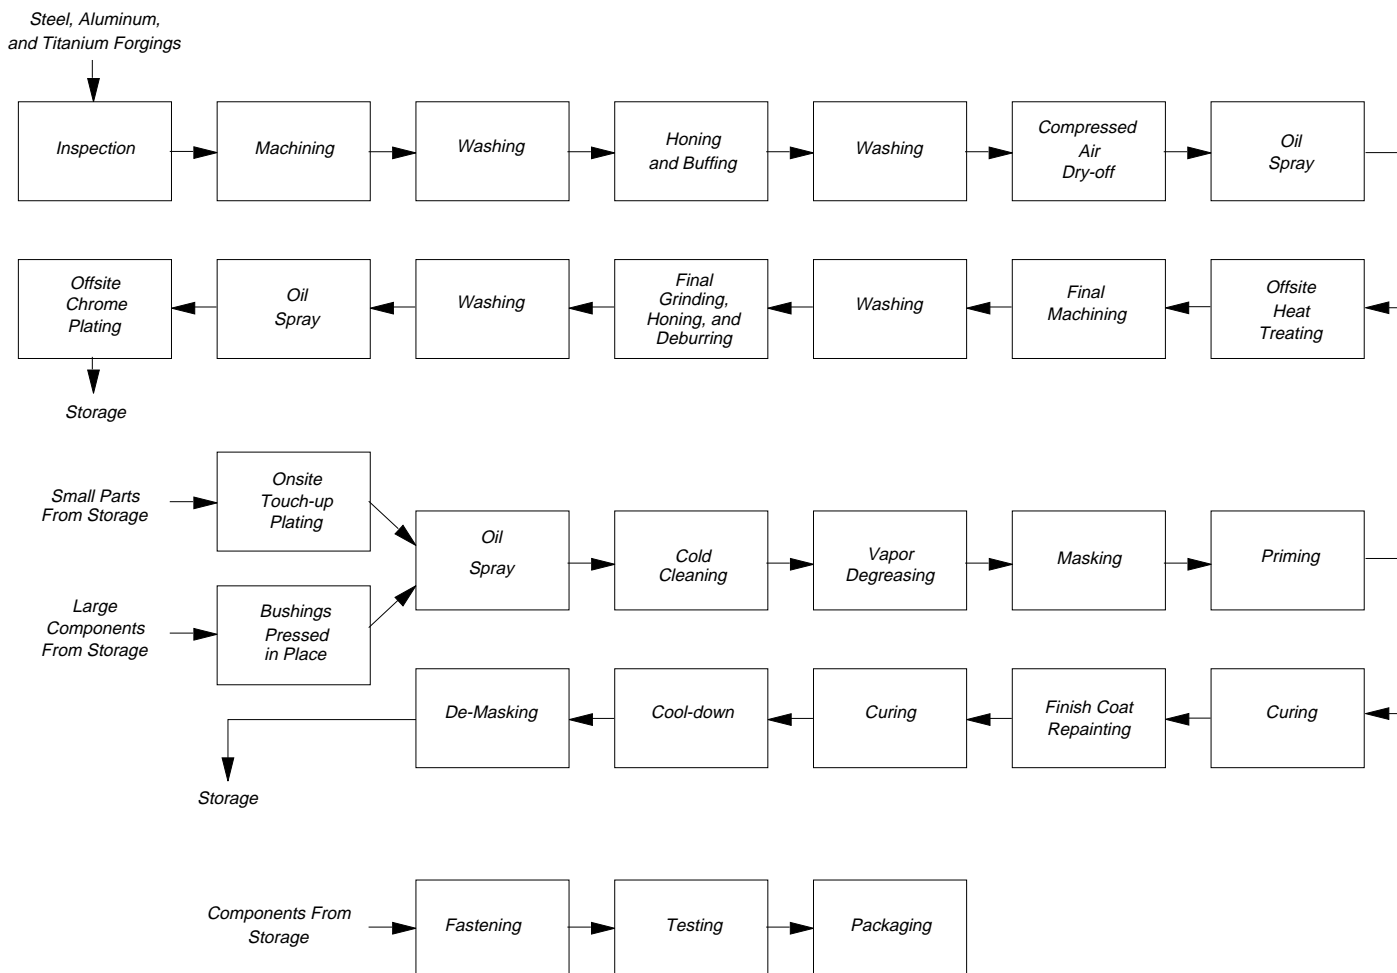 Steel, Aluminum,
and Titanium Forgings
Inspection
Machining
Washing
Honing
and Buffing
Washing
Compressed
Air
Dry-off
Oil
Spray
Offsite
Chrome
Plating
Oil
Spray
Washing
Final
Grinding,
Honing, and
Deburring
Washing
Final
Machining
Offsite
Heat
Treating
Storage
Small Parts
From Storage
Onsite
Touch-up
Plating
Large
Components
From Storage
Bushings
Pressed
in Place
Oil
Spray
Cold
Cleaning
Vapor
Degreasing
Masking
Priming
De-Masking
Cool-down
Curing
Finish Coat
Repainting
Curing
Storage
Components From
Storage
Fastening
Testing
Packaging